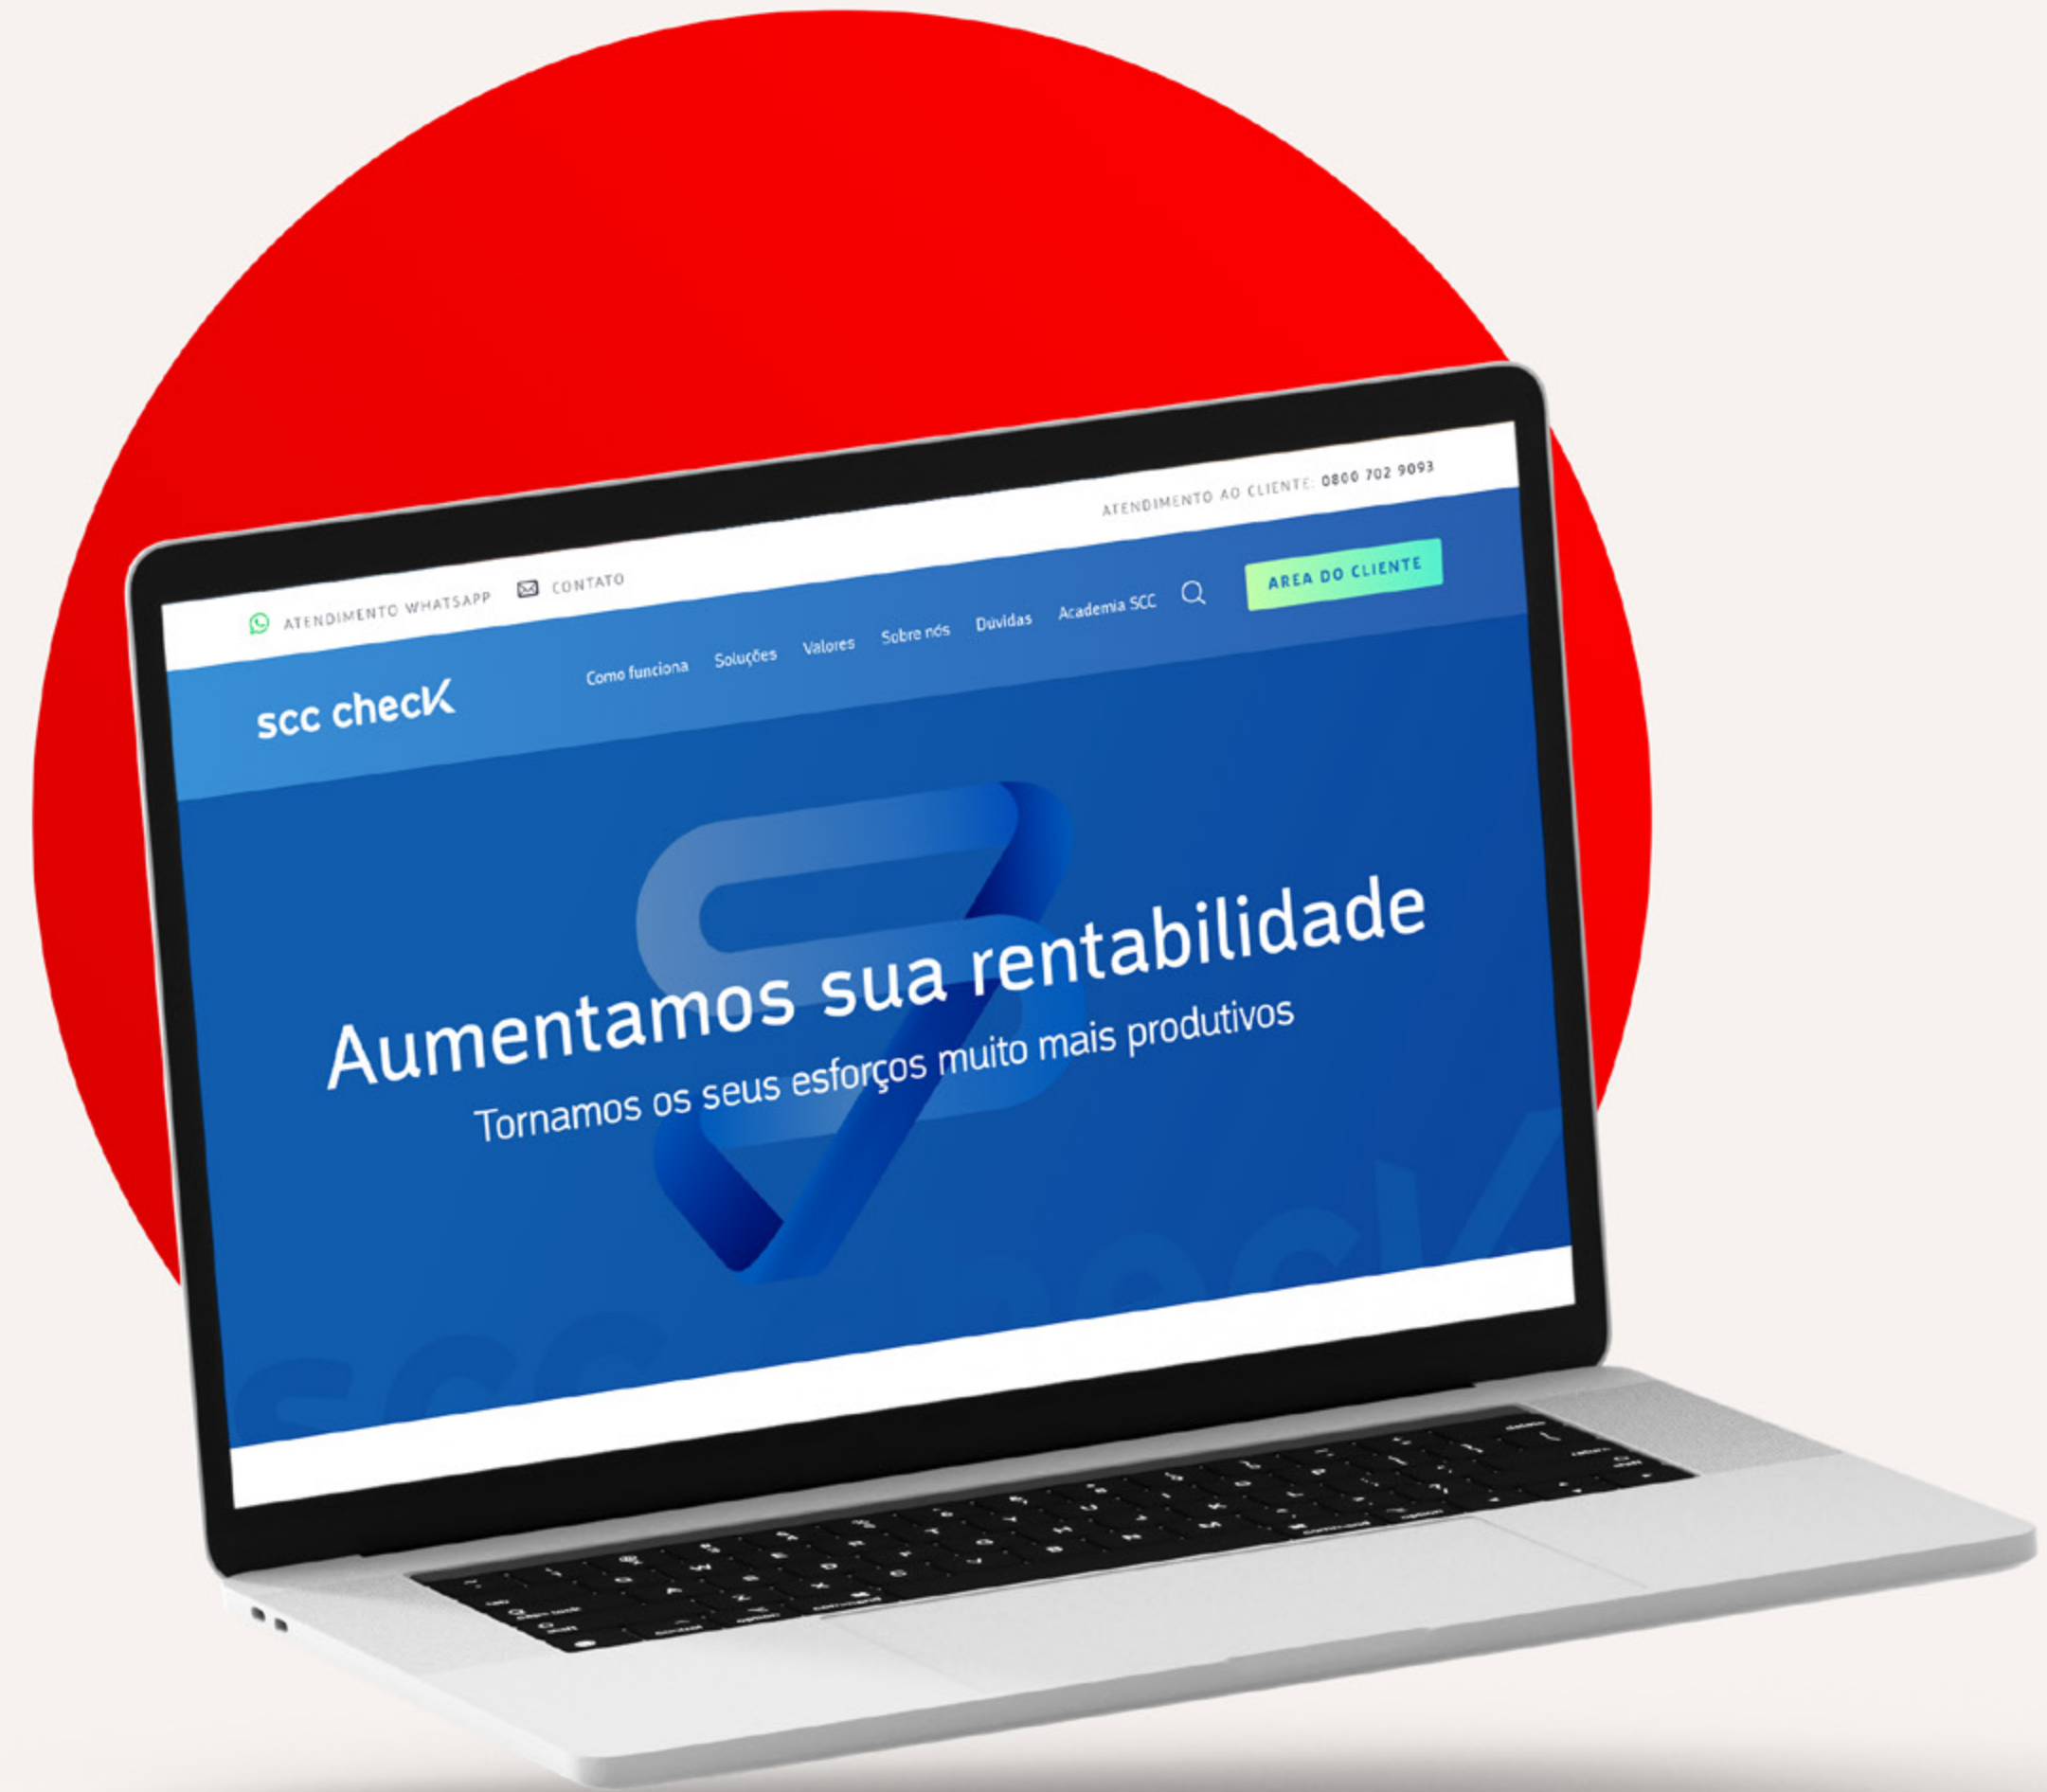 ATENDIMENTO WHATSAPP CONTATO ATENDIMENTO AO CLIENTE: 0800 702 9093
scc check Como funciona Soluções Valores Sobre nós Dúvidas Academia SCC AREA DO CLIENTE
Aumentamos sua rentabilidade
Tornamos os seus esforços muito mais produtivos